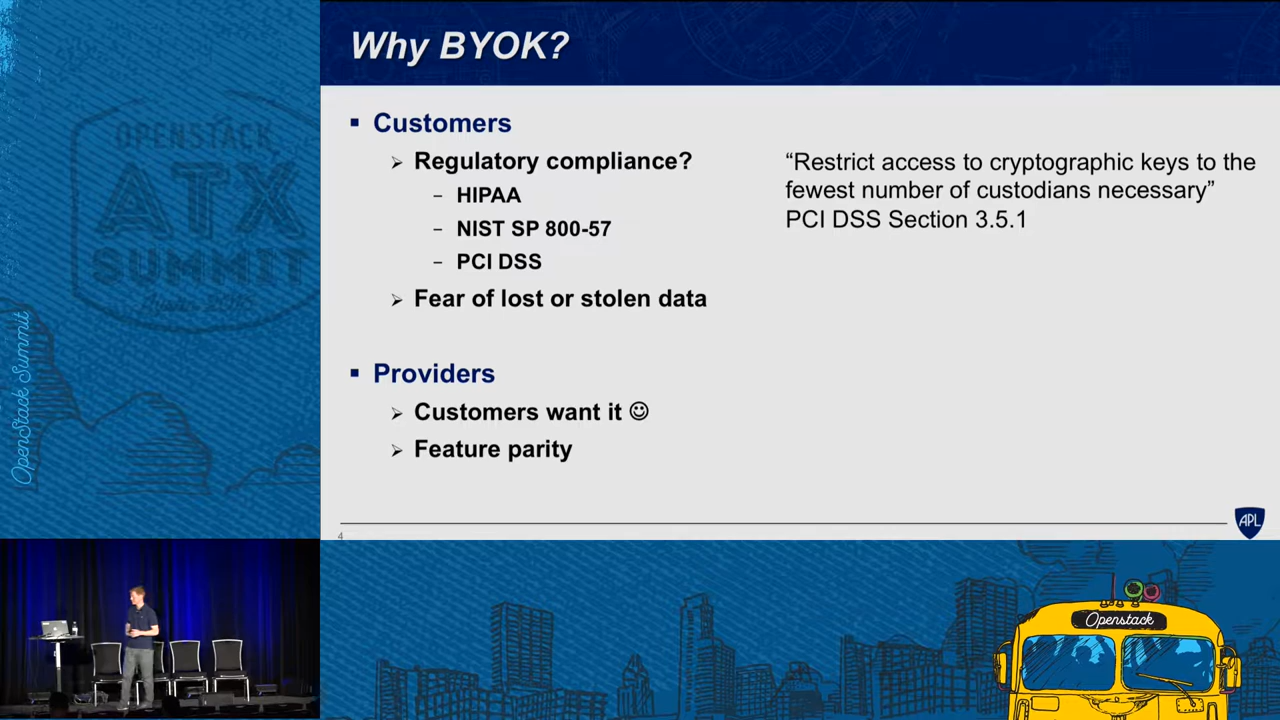 Why BYOK?
▪ Customers
➢ Regulatory compliance?
– HIPAA
– NIST SP 800-57
– PCI DSS
➢ Fear of lost or stolen data
“Restrict access to cryptographic keys to the
fewest number of custodians necessary”
PCI DSS Section 3.5.1
▪ Providers
➢ Customers want it ☺
➢ Feature parity
4
APL
OPENSTACK
ATX
SUMMIT
Austin 2016
OpenStack Summit
Openstack